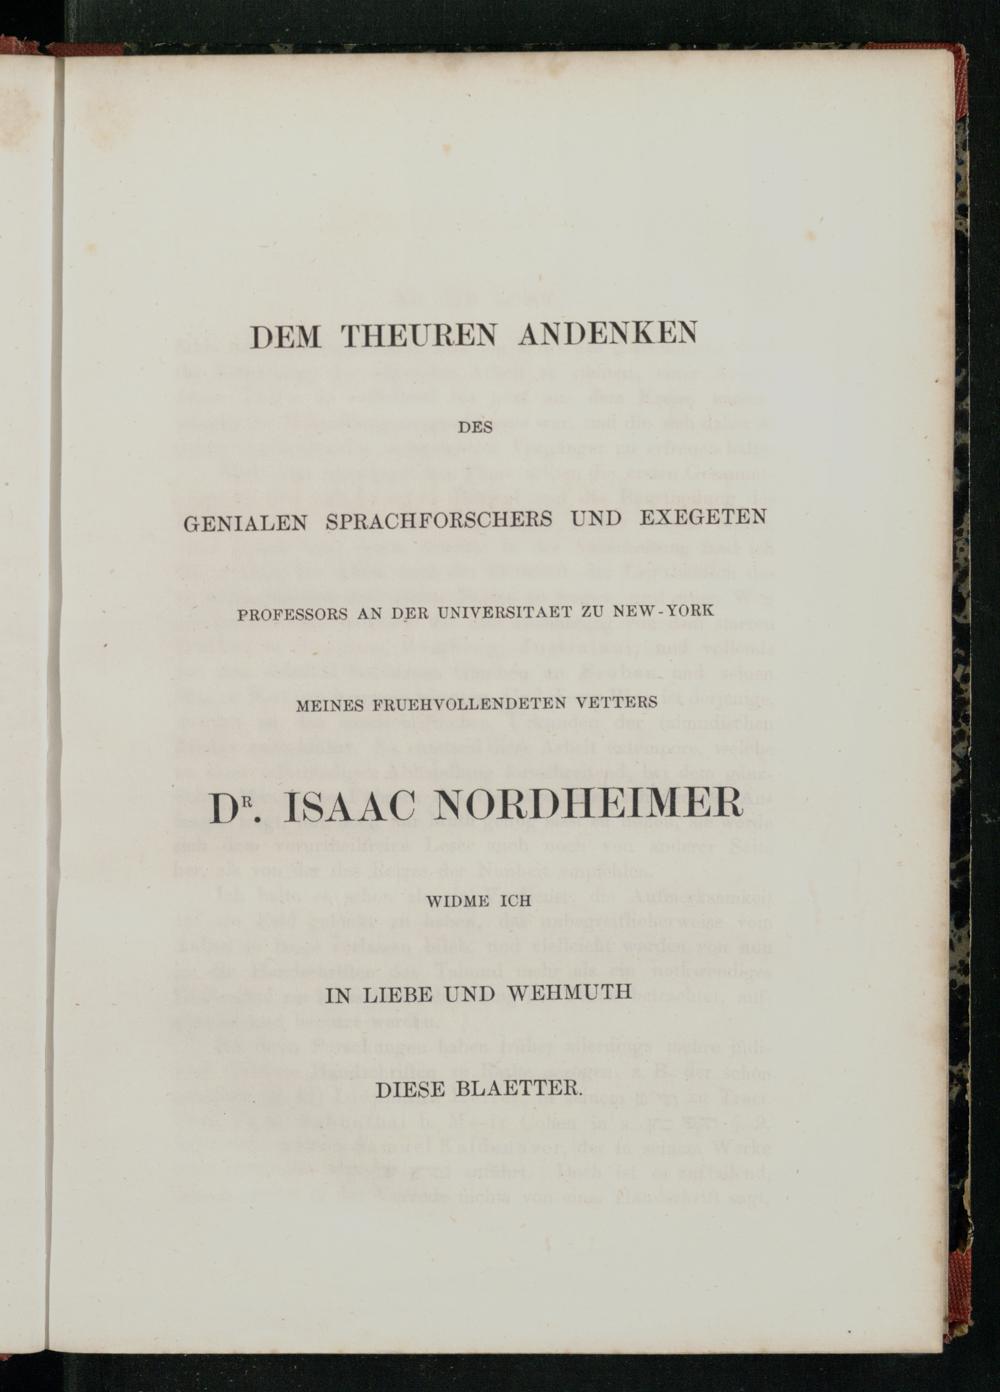 DEM THEUREN ANDENKEN
DES
GENIALEN SPRACHFORSCHERS UND EXEGETEN
PROFESSORS AN DER UNIVERSITAET ZU NEW-YORK
MEINES FRUEHVOLLENDETEN VETTERS
DR. ISAAC NORDHEIMER
WIDME ICH
IN LIEBE UND WEHMUTH
DIESE BLAETTER.